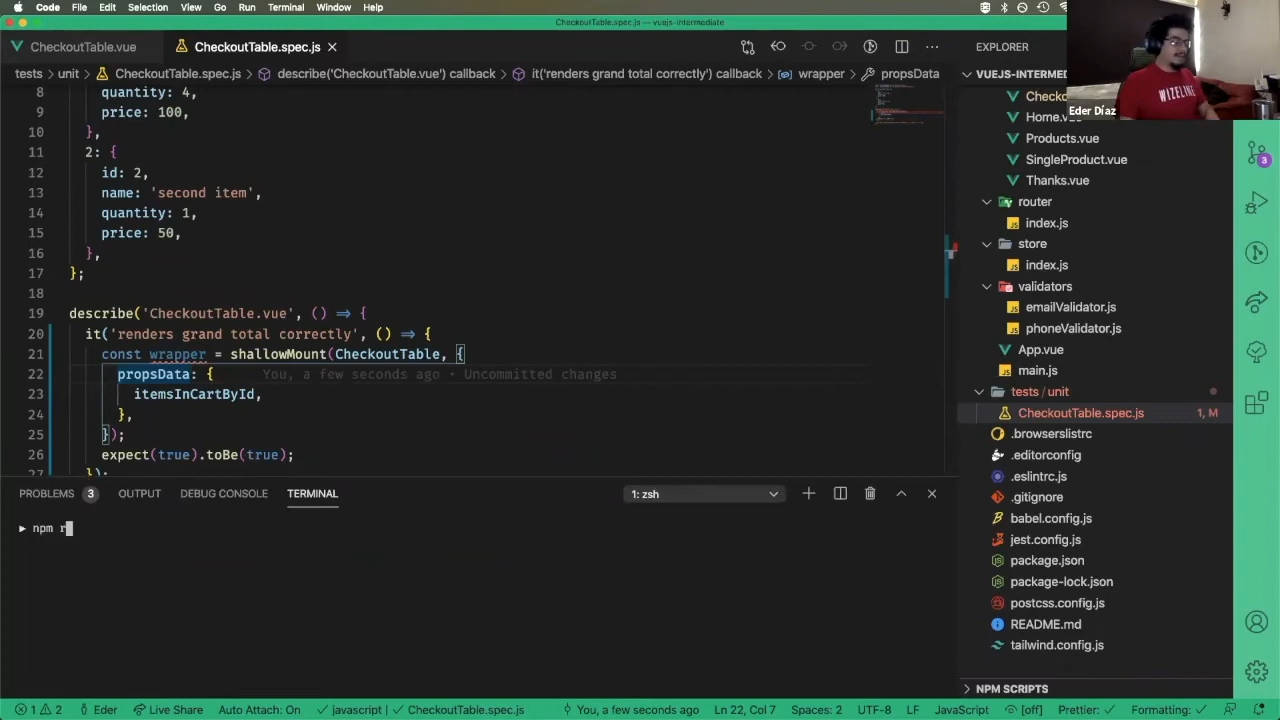 Code File Edit Selection View Go Run Terminal Window Help
CheckoutTable.spec.js — vuejs-intermediate
CheckoutTable.vue
CheckoutTable.spec.js
EXPLORER
tests > unit > CheckoutTable.spec.js > describe('CheckoutTable.vue') callback > it('renders grand total correctly') callback > wrapper > propsData
8 quantity: 4,
9 price: 100,
10 },
11 2: {
12 id: 2,
13 name: 'second item',
14 quantity: 1,
15 price: 50,
16 },
17 };
18
19 describe('CheckoutTable.vue', () => {
20 it('renders grand total correctly', () => {
21 const wrapper = shallowMount(CheckoutTable, {
22 propsData: { You, a few seconds ago • Uncommitted changes
23 itemsInCartById,
24 },
25 });
26 expect(true).toBe(true);
27 });
VUEJS-INTERM
Home.v
Products.vue
SingleProduct.vue
Thanks.vue
router
index.js
store
index.js
validators
emailValidator.js
phoneValidator.js
App.vue
main.js
tests / unit
CheckoutTable.spec.js 1, M
.browserslistrc
.editorconfig
.eslintrc.js
.gitignore
babel.config.js
jest.config.js
package.json
package-lock.json
postcss.config.js
README.md
tailwind.config.js
NPM SCRIPTS
WIZELINE
Eder Díaz
3
PROBLEMS 3 OUTPUT DEBUG CONSOLE TERMINAL
1: zsh
npm r
1 2 Eder Live Share Auto Attach: On javascript | CheckoutTable.spec.js You, a few seconds ago Ln 22, Col 7 Spaces: 2 UTF-8 LF JavaScript [off] Prettier: ✓ Formatting: ✓